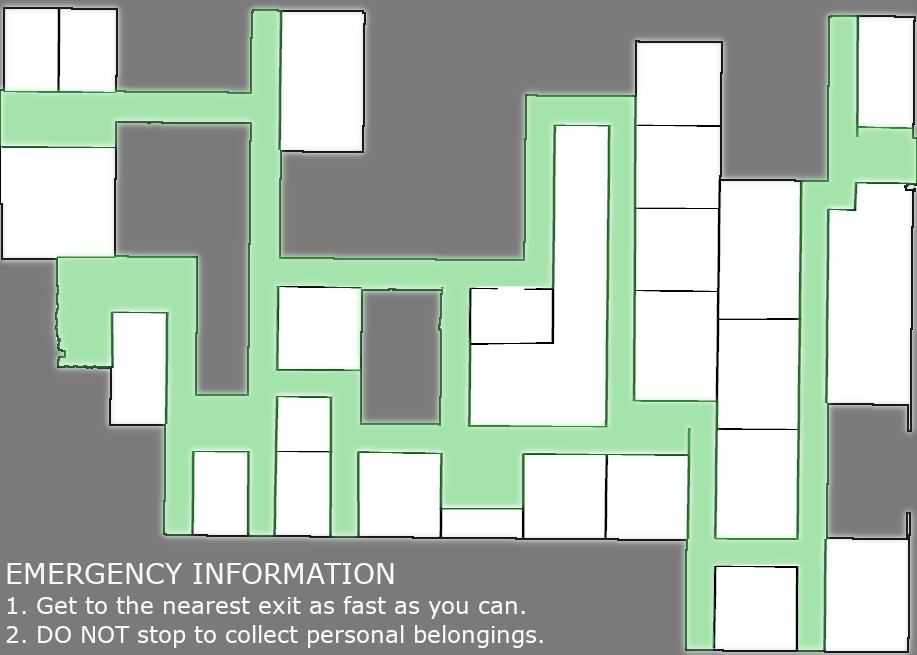 EMERGENCY INFORMATION
1. Get to the nearest exit as fast as you can.
2. DO NOT stop to collect personal belongings.